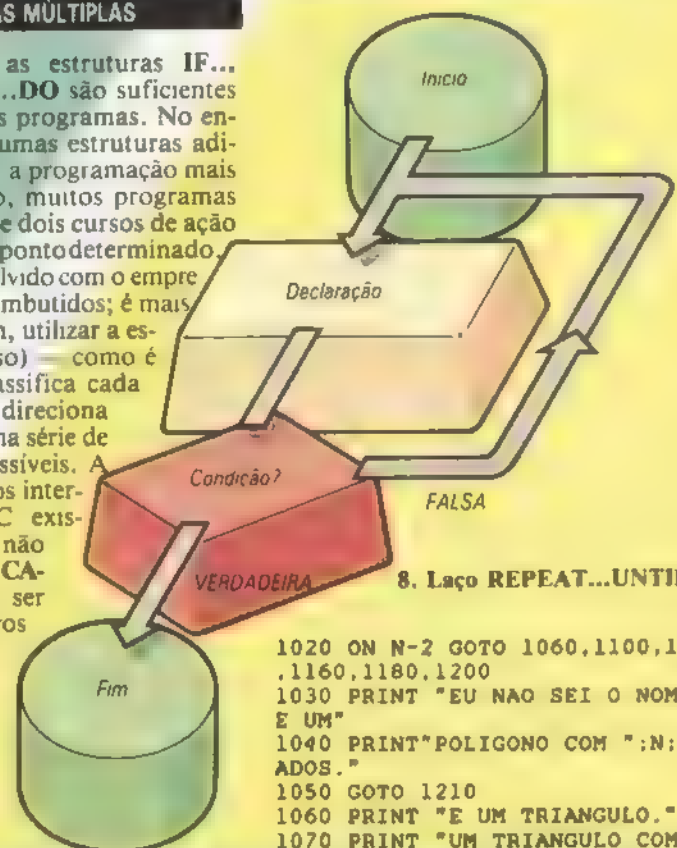 AS MÚLTIPLAS
as estruturas IF...
...DO são suficientes
s programas. No en-
umas estruturas adi-
a programação mais
o, muitos programas
e dois cursos de ação
ponto determinado.
lvido com o empre
mbutidos; é mais
n, utilizar a es-
so) — como é
assifica cada
direciona
na série de
ssíveis. A
os inter-
C exis-
não
CA-
ser
ros
Início
Declaração
Condição?
FALSA
VERDADEIRA
Fim
8. Laço REPEAT...UNTIL
1020 ON N-2 GOTO 1060,1100,1
,1160,1180,1200
1030 PRINT "EU NAO SEI O NOM
E UM"
1040 PRINT"POLIGONO COM ";N;
ADOS."
1050 GOTO 1210
1060 PRINT "E UM TRIANGULO."
1070 PRINT "UM TRIANGULO COM